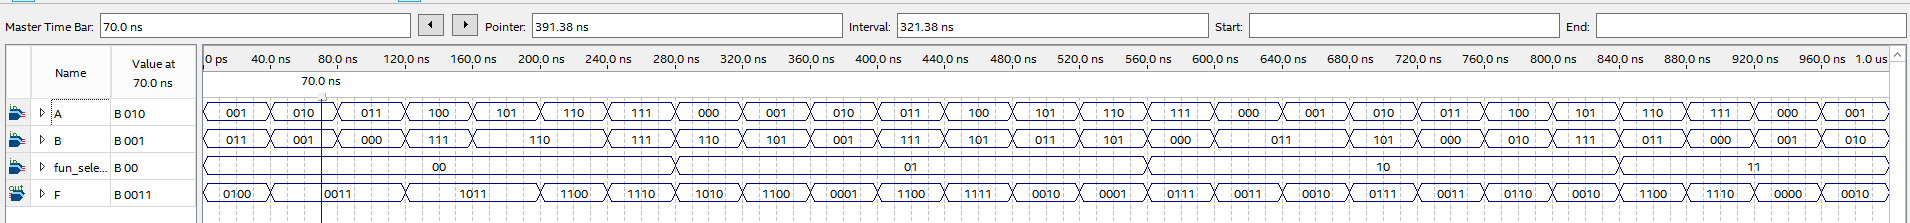 Master Time Bar: 70.0 ns Pointer: 391.38 ns Interval: 321.38 ns Start: End:
Name Value at 70.0 ns 0 ps 40.0 ns 80.0 ns 120.0 ns 160.0 ns 200.0 ns 240.0 ns 280.0 ns 320.0 ns 360.0 ns 400.0 ns 440.0 ns 480.0 ns 520.0 ns 560.0 ns 600.0 ns 640.0 ns 680.0 ns 720.0 ns 760.0 ns 800.0 ns 840.0 ns 880.0 ns 920.0 ns 960.0 ns 1.0 us
70.0 ns
A B 010 001 010 011 100 101 110 111 000 001 010 011 100 101 110 111 000 001 010 011 100 101 110 111 000 001
B B 001 011 001 000 111 110 111 110 101 001 111 101 011 101 000 011 101 000 010 111 011 000 001 010
fun_sele... B 00 00 01 10 11
F B 0011 0100 0011 1011 1100 1110 1010 1100 0001 1100 1111 0010 0001 0111 0011 0010 0111 0011 0110 0010 1100 1110 0000 0010